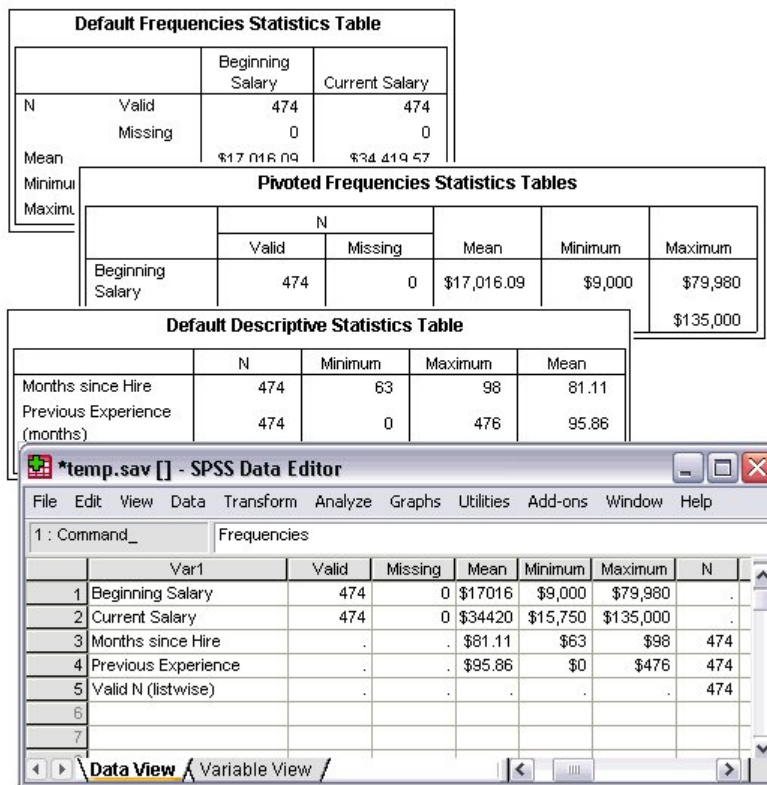 Default Frequencies Statistics Table
Beginning Salary Current Salary
N Valid 474 474
Missing 0 0
Mean $17,016.09 $34,419.57
Pivoted Frequencies Statistics Tables
N
Valid Missing Mean Minimum Maximum
Beginning Salary 474 0 $17,016.09 $9,000 $79,980
$135,000
Default Descriptive Statistics Table
N Minimum Maximum Mean
Months since Hire 474 63 98 81.11
Previous Experience (months) 474 0 476 95.86
*temp.sav [] - SPSS Data Editor
File Edit View Data Transform Analyze Graphs Utilities Add-ons Window Help
1 : Command_ Frequencies
Var1 Valid Missing Mean Minimum Maximum N
1 Beginning Salary 474 0 $17016 $9,000 $79,980 .
2 Current Salary 474 0 $34420 $15,750 $135,000 .
3 Months since Hire . . $81.11 $63 $98 474
4 Previous Experience . . $95.86 $0 $476 474
5 Valid N (listwise) . . . . . 474
6
7
Data View Variable View